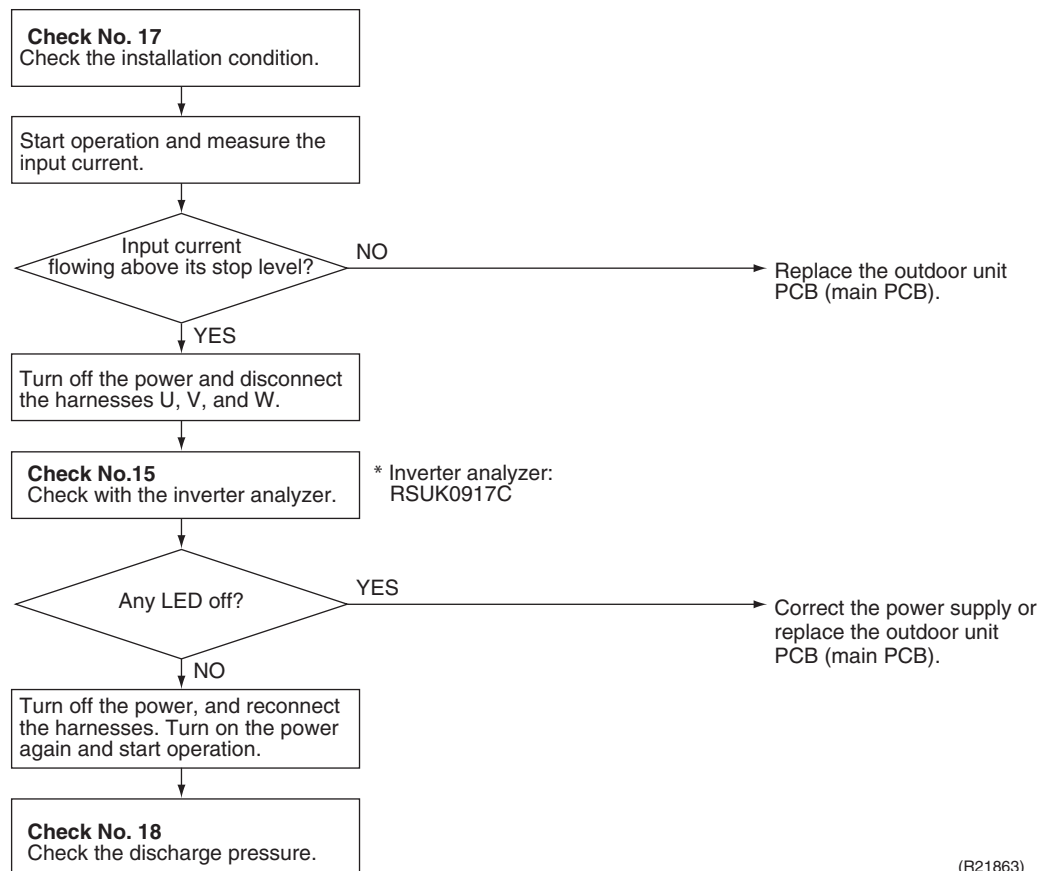 Check No. 17
Check the installation condition.
Start operation and measure the
input current.
Input current
flowing above its stop level?
NO
Replace the outdoor unit
PCB (main PCB).
YES
Turn off the power and disconnect
the harnesses U, V, and W.
Check No.15
Check with the inverter analyzer.
* Inverter analyzer:
RSUK0917C
Any LED off?
YES
Correct the power supply or
replace the outdoor unit
PCB (main PCB).
NO
Turn off the power, and reconnect
the harnesses. Turn on the power
again and start operation.
Check No. 18
Check the discharge pressure.
(R21863)